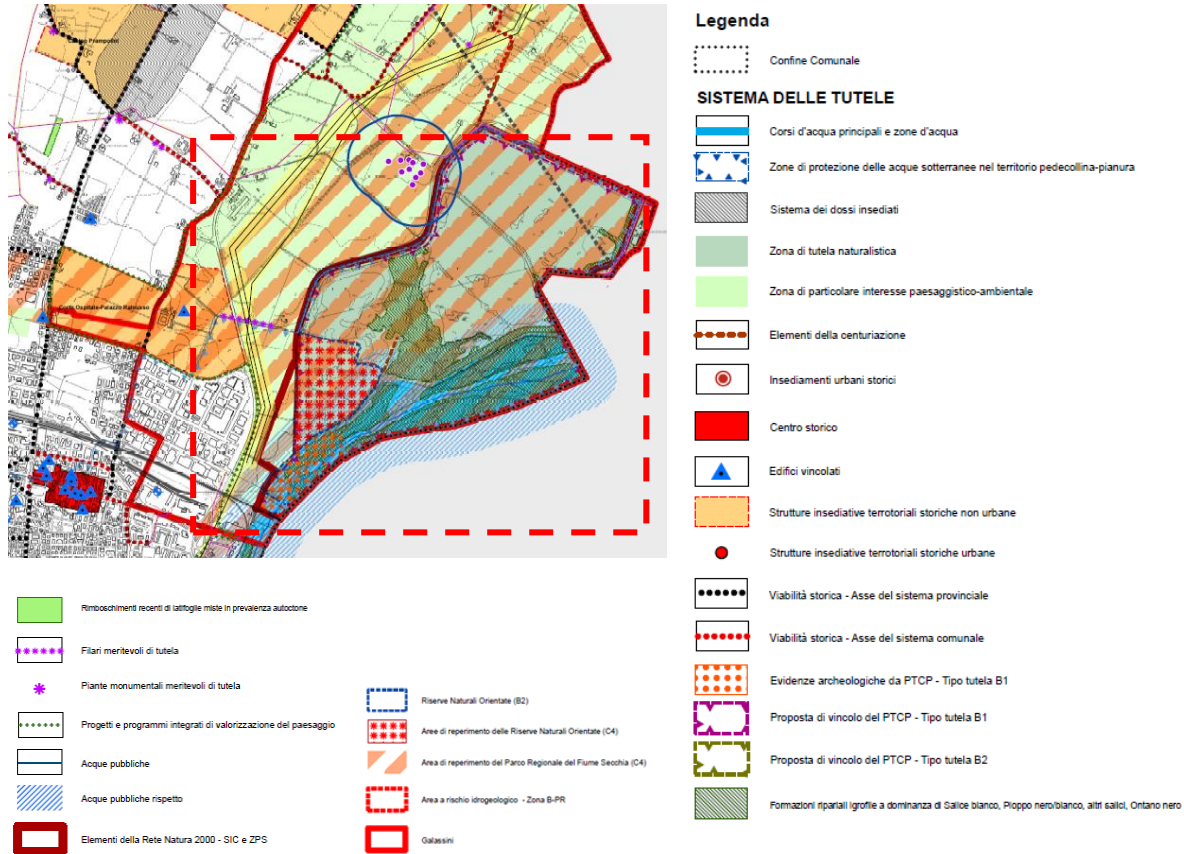 Legenda
Confine Comunale
SISTEMA DELLE TUTELE
Corsi d'acqua principali e zone d'acqua
Zone di protezione delle acque sotterranee nel territorio pedecollina-pianura
Sistema dei dossi insediati
Zona di tutela naturalistica
Zona di particolare interesse paesaggistico-ambientale
Elementi della centuriazione
Insediamenti urbani storici
Centro storico
Edifici vincolati
Strutture insediative terrotoriali storiche non urbane
Strutture insediative terrotoriali storiche urbane
Viabilità storica - Asse del sistema provinciale
Viabilità storica - Asse del sistema comunale
Evidenze archeologiche da PTCP - Tipo tutela B1
Proposta di vincolo del PTCP - Tipo tutela B1
Proposta di vincolo del PTCP - Tipo tutela B2
Formazioni ripariali igrofile a dominanza di Salice bianco, Pioppo nero/bianco, altri salici, Ontano nero
Rimboschimenti recenti di latifoglie miste in prevalenza autoctone
Filari meritevoli di tutela
Piante monumentali meritevoli di tutela
Progetti e programmi integrati di valorizzazione del paesaggio
Acque pubbliche
Acque pubbliche rispetto
Elementi della Rete Natura 2000 - SIC e ZPS
Riserve Naturali Orientate (B2)
Aree di reperimento delle Riserve Naturali Orientate (C4)
Area di reperimento del Parco Regionale del Fiume Secchia (C4)
Area a rischio idrogeologico - Zona B-PR
Galassini